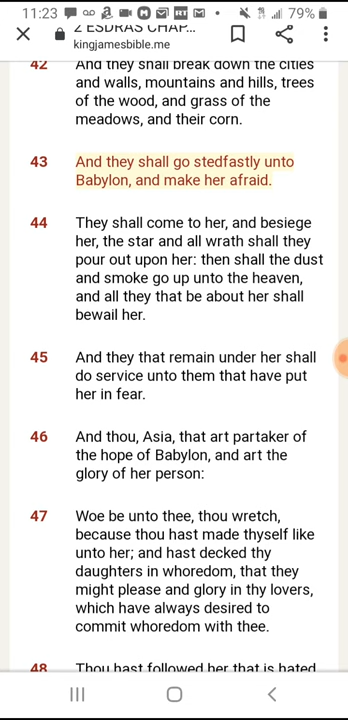 11:23
79%
2 ESDRAS CHAP...
kingjamesbible.me
42 And they shall break down the cities
and walls, mountains and hills, trees
of the wood, and grass of the
meadows, and their corn.
43 And they shall go stedfastly unto
Babylon, and make her afraid.
44 They shall come to her, and besiege
her, the star and all wrath shall they
pour out upon her: then shall the dust
and smoke go up unto the heaven,
and all they that be about her shall
bewail her.
45 And they that remain under her shall
do service unto them that have put
her in fear.
46 And thou, Asia, that art partaker of
the hope of Babylon, and art the
glory of her person:
47 Woe be unto thee, thou wretch,
because thou hast made thyself like
unto her; and hast decked thy
daughters in whoredom, that they
might please and glory in thy lovers,
which have always desired to
commit whoredom with thee.
48 Thou hast followed her that is hated